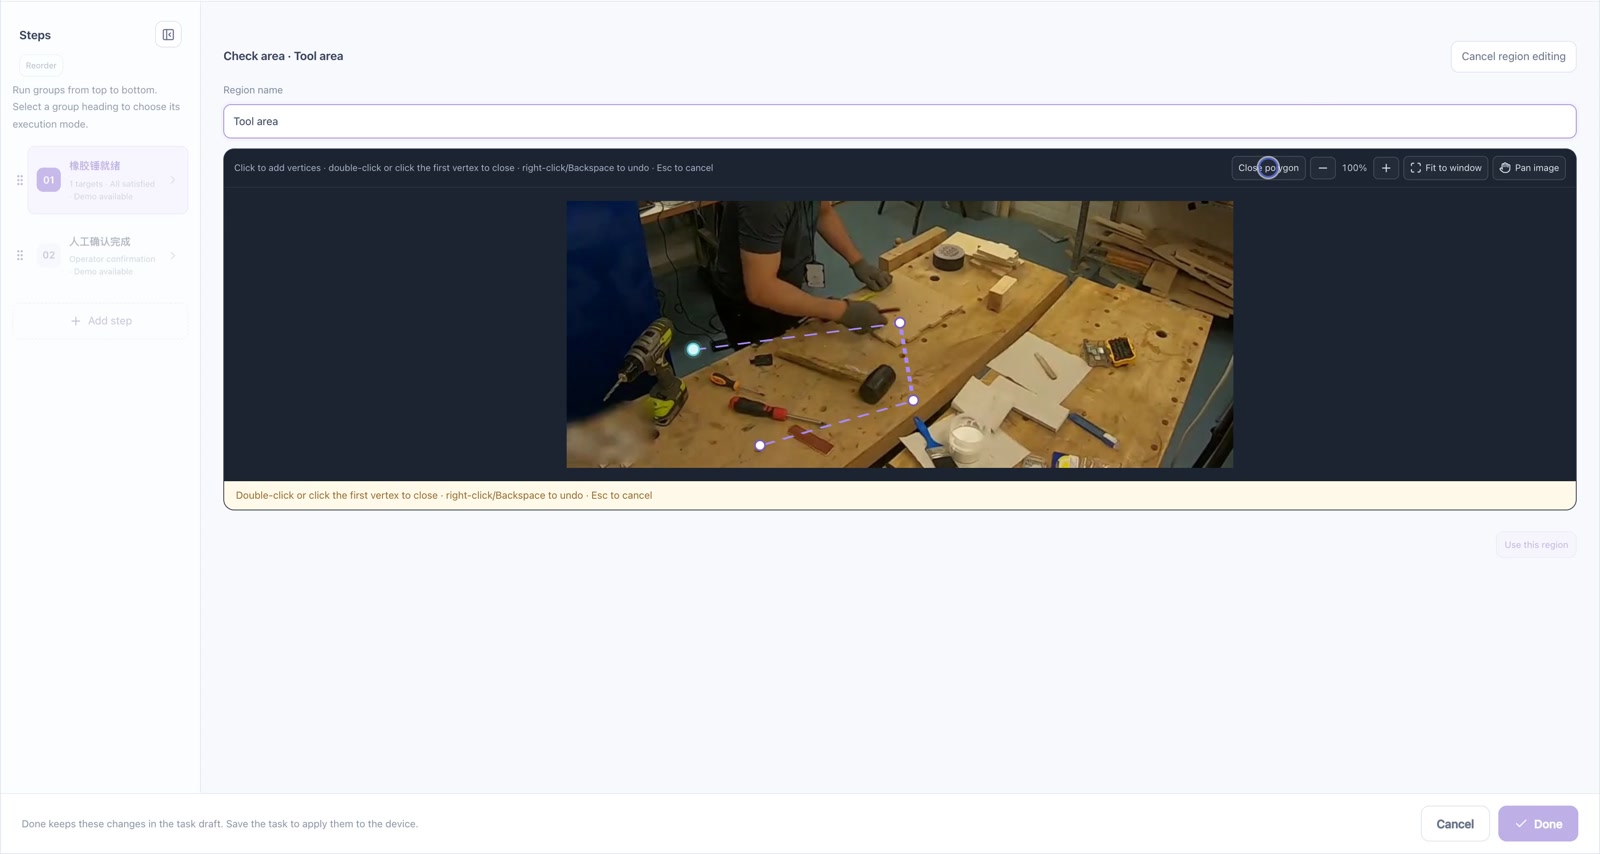 Steps
Reorder
Run groups from top to bottom.
Select a group heading to choose its
execution mode.
01
橡胶锤就绪
1 targets · All satisfied
· Demo available
02
人工确认完成
Operator confirmation
· Demo available
Add step
Check area · Tool area
Cancel region editing
Region name
Tool area
Click to add vertices · double-click or click the first vertex to close · right-click/Backspace to undo · Esc to cancel
Close polygon
100%
Fit to window
Pan image
Double-click or click the first vertex to close · right-click/Backspace to undo · Esc to cancel
Use this region
Done keeps these changes in the task draft. Save the task to apply them to the device.
Cancel
Done